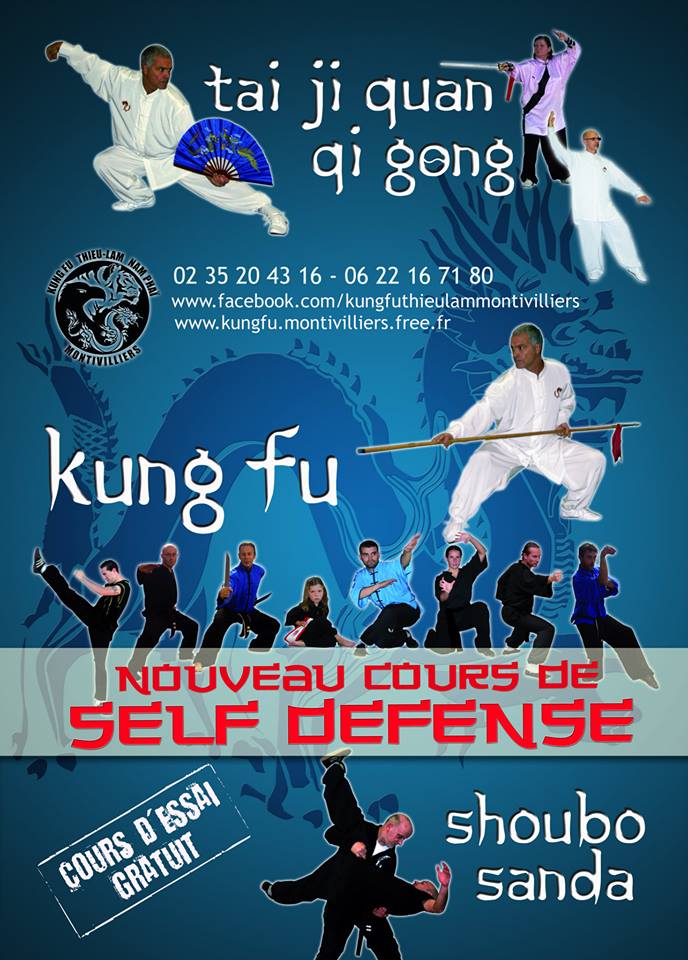 tai ji quan
qi gong
KUNG FU THIEU-LAM NAM PHAI
MONTIVILLIERS
02 35 20 43 16 - 06 22 16 71 80
www.facebook.com/kungfuthieulammontivilliers
www.kungfu.montivilliers.free.fr
kung fu
NOUVEAU COURS DE
SELF DEFENSE
COURS D'ESSAI
GRATUIT
shoubo
sanda